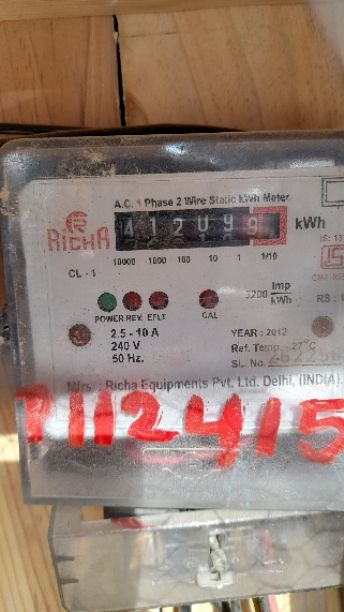 A.C. 1 Phase 2 Wire Static kWh Meter
RICHA
kWh
10000 1000 100 10 1 1/10
CL - 1
3200 Imp/kWh
POWER REV. EFLT CAL
2.5 - 10 A
240 V
50 Hz.
YEAR : 2012
Ref. Temp. : 27°C
SL. No.
Mfrs : Richa Equipments Pvt. Ltd. Delhi, (INDIA)
112415